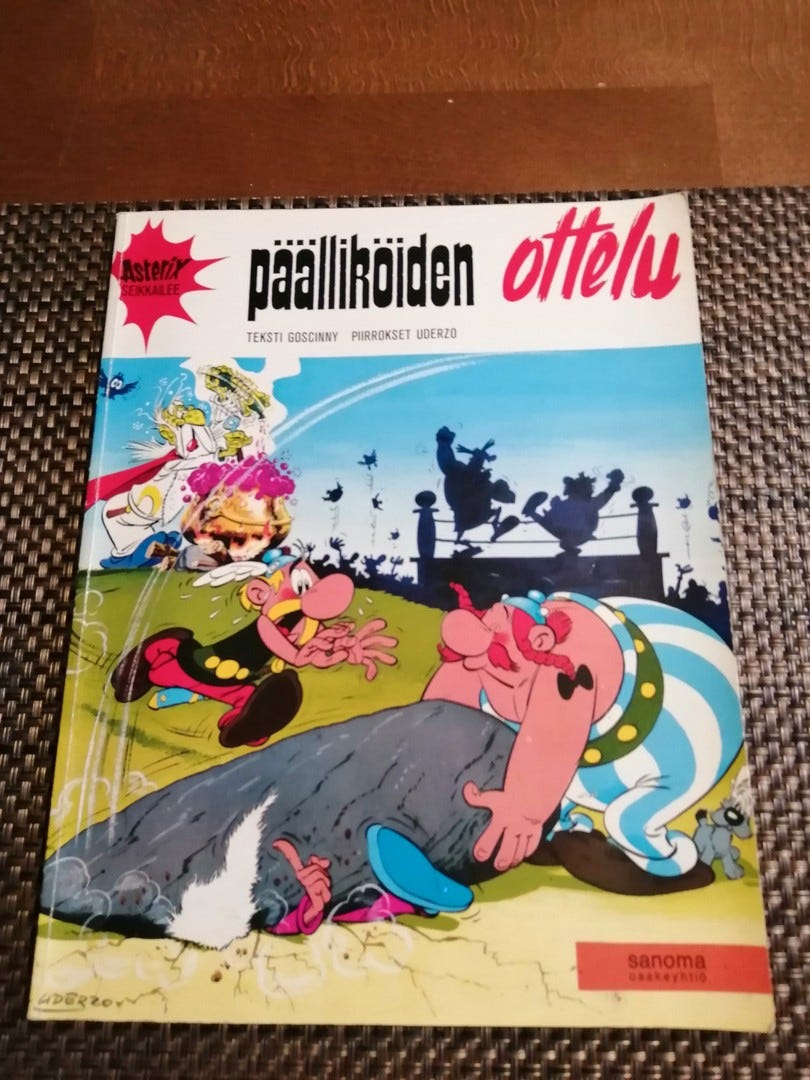 Asterix
SEIKKAILEE
päälliköiden ottelu
TEKSTI GOSCINNY PIIRROKSET UDERZO
sanoma
osakeyhtiö
UDERZO